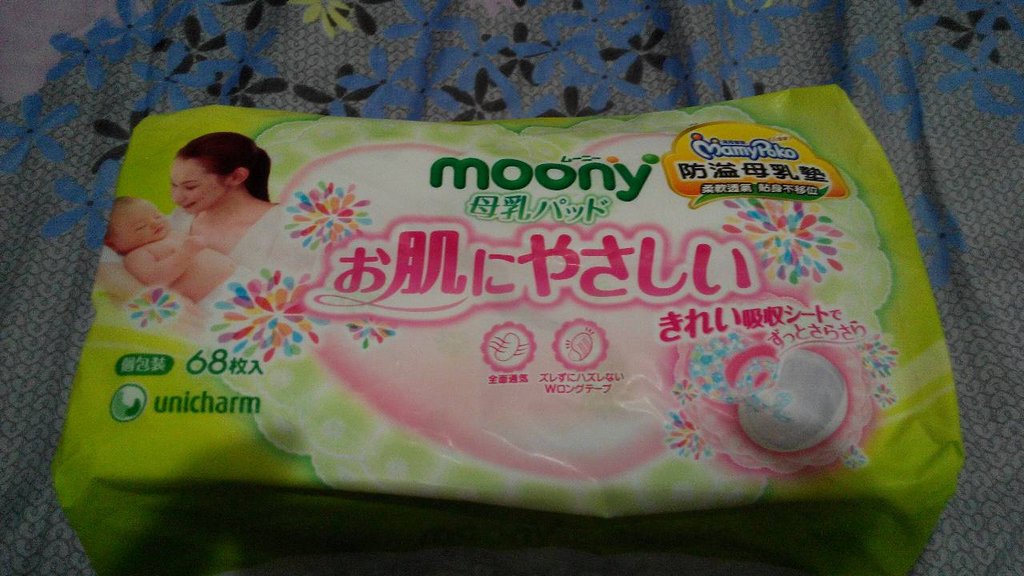 ムーニー
moony
母乳パッド
お肌にやさしい
MamyPoko
防溢母乳墊
柔軟透氣 貼身不移位
きれい吸収シートで
ずっとさらさら
全面通気
ズレずにハズレない
Wロングテープ
個包装 68枚入
unicharm